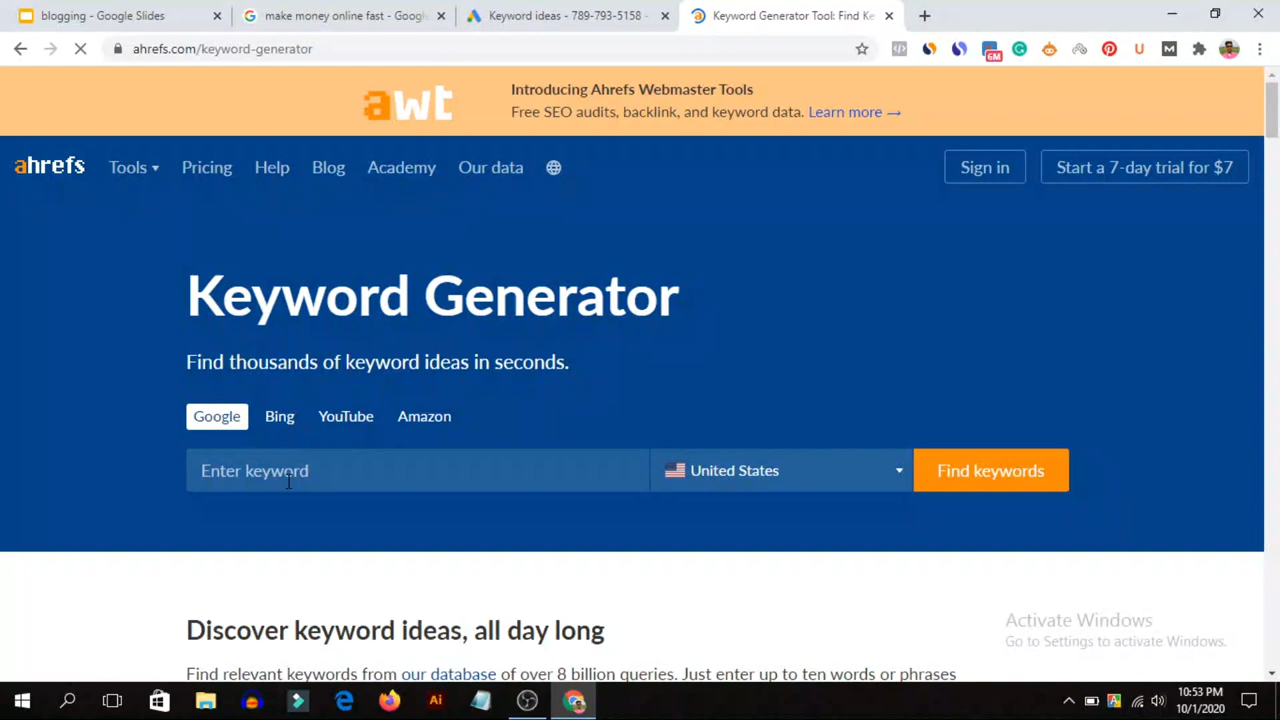 blogging - Google Slides
make money online fast - Goog
Keyword ideas - 789-793-5158 -
Keyword Generator Tool: Find Ke
ahrefs.com/keyword-generator
6M
awt
Introducing Ahrefs Webmaster Tools
Free SEO audits, backlink, and keyword data. Learn more →
ahrefs
Tools
Pricing
Help
Blog
Academy
Our data
Sign in
Start a 7-day trial for $7
Keyword Generator
Find thousands of keyword ideas in seconds.
Google
Bing
YouTube
Amazon
Enter keyword
United States
Find keywords
Discover keyword ideas, all day long
Find relevant keywords from our database of over 8 billion queries. Just enter up to ten words or phrases
Activate Windows
Go to Settings to activate Windows.
Ai
10:53 PM
10/1/2020